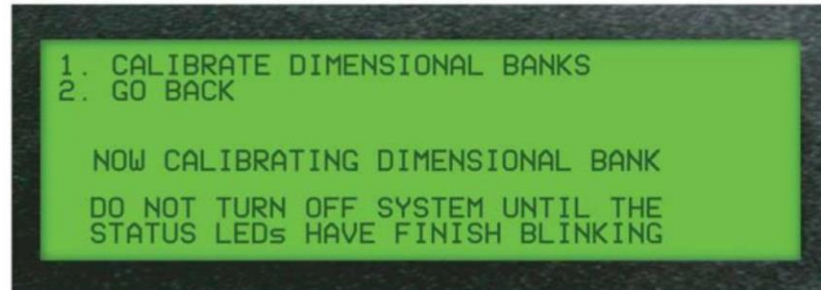 1. CALIBRATE DIMENSIONAL BANKS
2. GO BACK
NOW CALIBRATING DIMENSIONAL BANK
DO NOT TURN OFF SYSTEM UNTIL THE
STATUS LEDs HAVE FINISH BLINKING